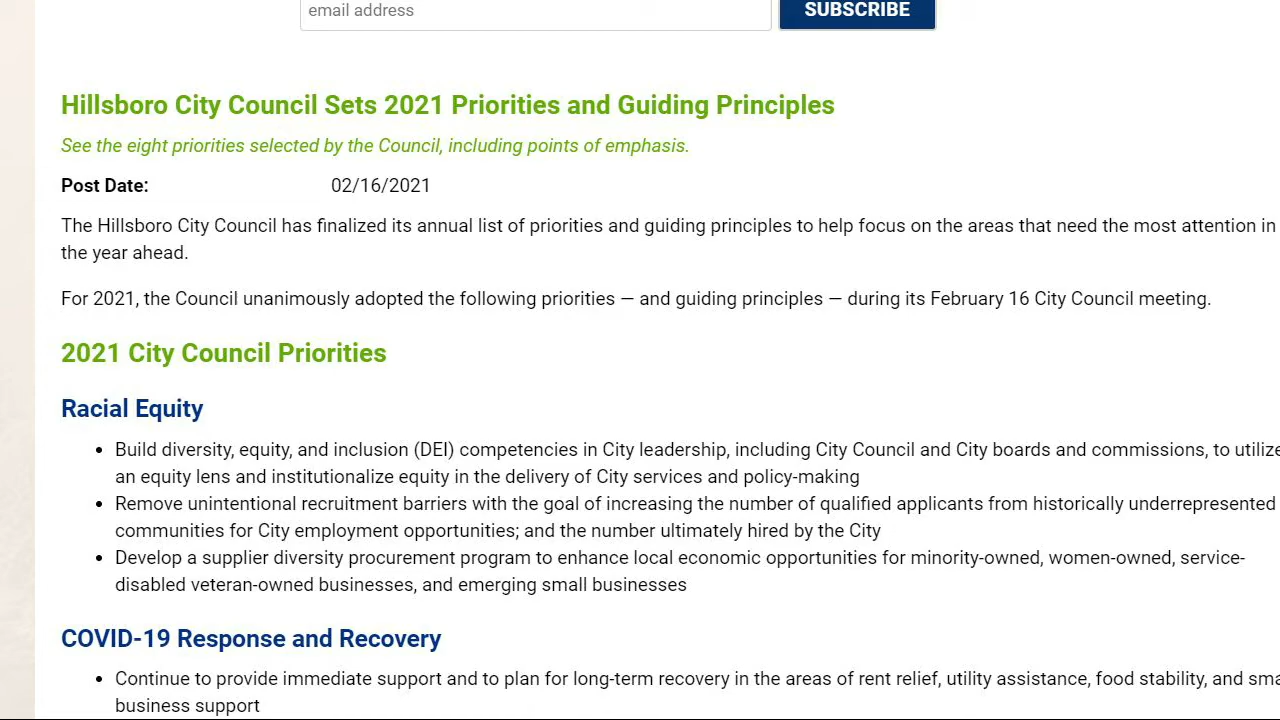 email address
SUBSCRIBE
Hillsboro City Council Sets 2021 Priorities and Guiding Principles
See the eight priorities selected by the Council, including points of emphasis.
Post Date: 02/16/2021
The Hillsboro City Council has finalized its annual list of priorities and guiding principles to help focus on the areas that need the most attention in
the year ahead.
For 2021, the Council unanimously adopted the following priorities — and guiding principles — during its February 16 City Council meeting.
2021 City Council Priorities
Racial Equity
• Build diversity, equity, and inclusion (DEI) competencies in City leadership, including City Council and City boards and commissions, to utilize
an equity lens and institutionalize equity in the delivery of City services and policy-making
• Remove unintentional recruitment barriers with the goal of increasing the number of qualified applicants from historically underrepresented
communities for City employment opportunities; and the number ultimately hired by the City
• Develop a supplier diversity procurement program to enhance local economic opportunities for minority-owned, women-owned, service-
disabled veteran-owned businesses, and emerging small businesses
COVID-19 Response and Recovery
• Continue to provide immediate support and to plan for long-term recovery in the areas of rent relief, utility assistance, food stability, and sma
business support